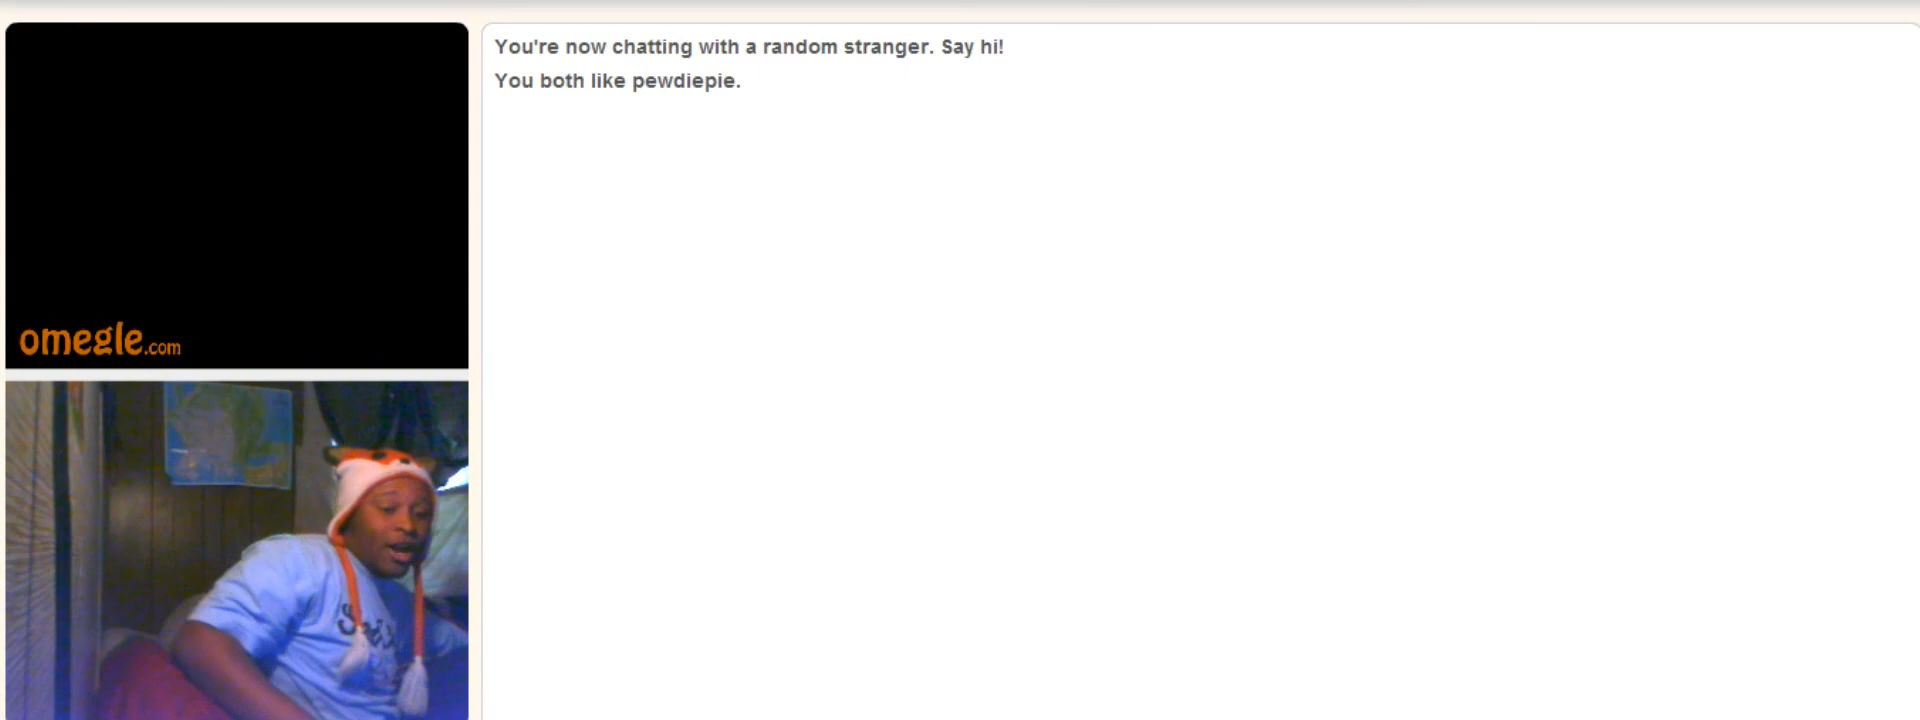 You're now chatting with a random stranger. Say hi!
You both like pewdiepie.
omegle.com